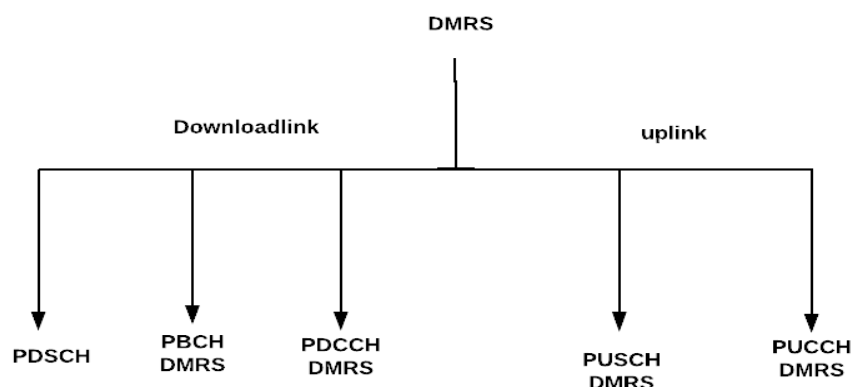 DMRS
Downloadlink
uplink
PDSCH
PBCH
DMRS
PDCCH
DMRS
PUSCH
DMRS
PUCCH
DMRS